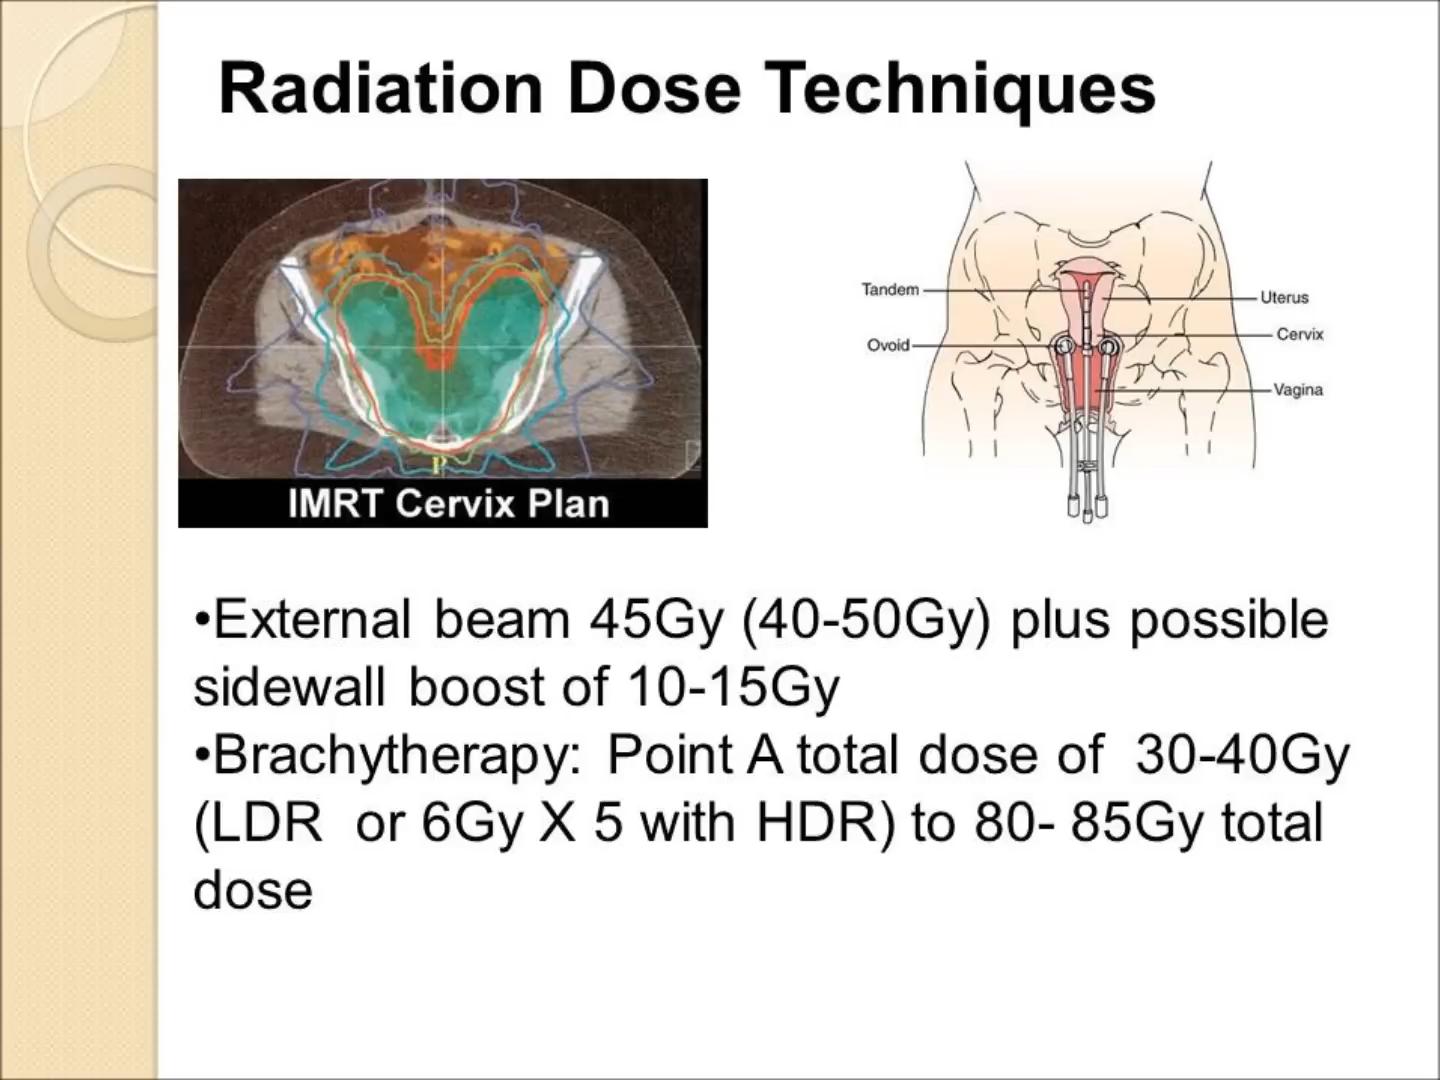 Radiation Dose Techniques
P
IMRT Cervix Plan
Tandem
Ovoid
Uterus
Cervix
Vagina
•External beam 45Gy (40-50Gy) plus possible
sidewall boost of 10-15Gy
•Brachytherapy: Point A total dose of 30-40Gy
(LDR or 6Gy X 5 with HDR) to 80- 85Gy total
dose